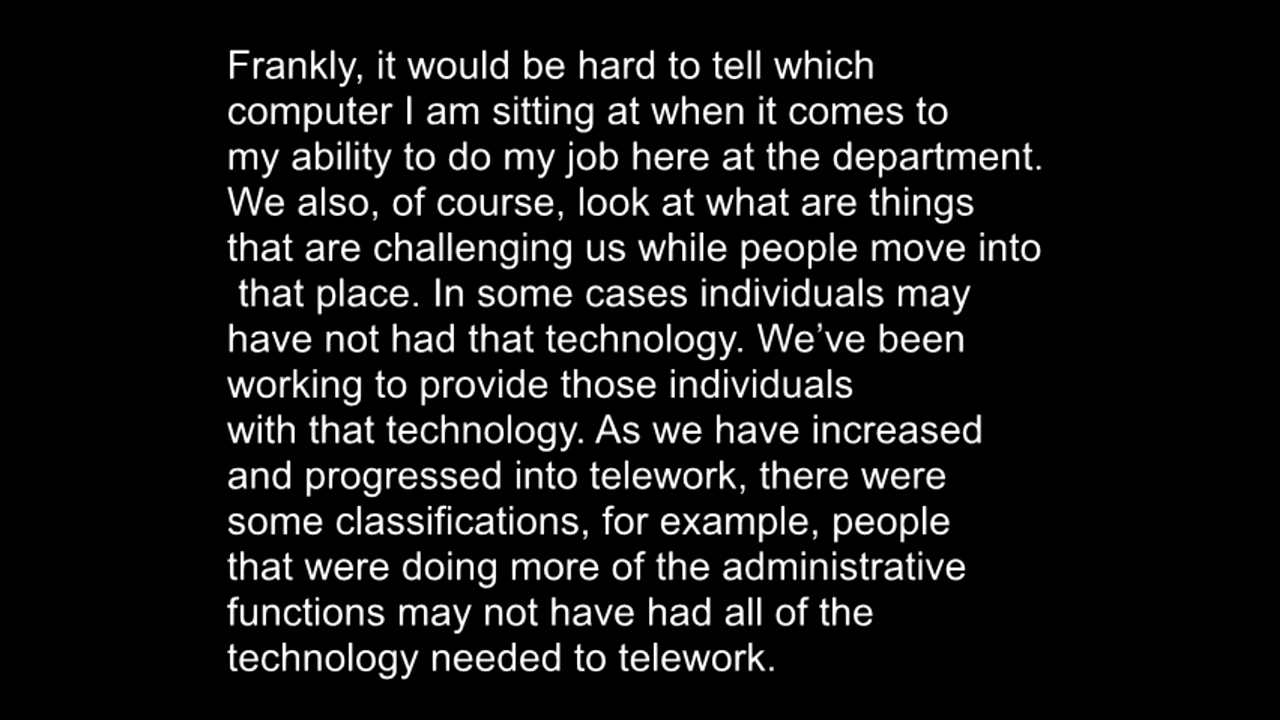 Frankly, it would be hard to tell which
computer I am sitting at when it comes to
my ability to do my job here at the department.
We also, of course, look at what are things
that are challenging us while people move into
that place. In some cases individuals may
have not had that technology. We’ve been
working to provide those individuals
with that technology. As we have increased
and progressed into telework, there were
some classifications, for example, people
that were doing more of the administrative
functions may not have had all of the
technology needed to telework.